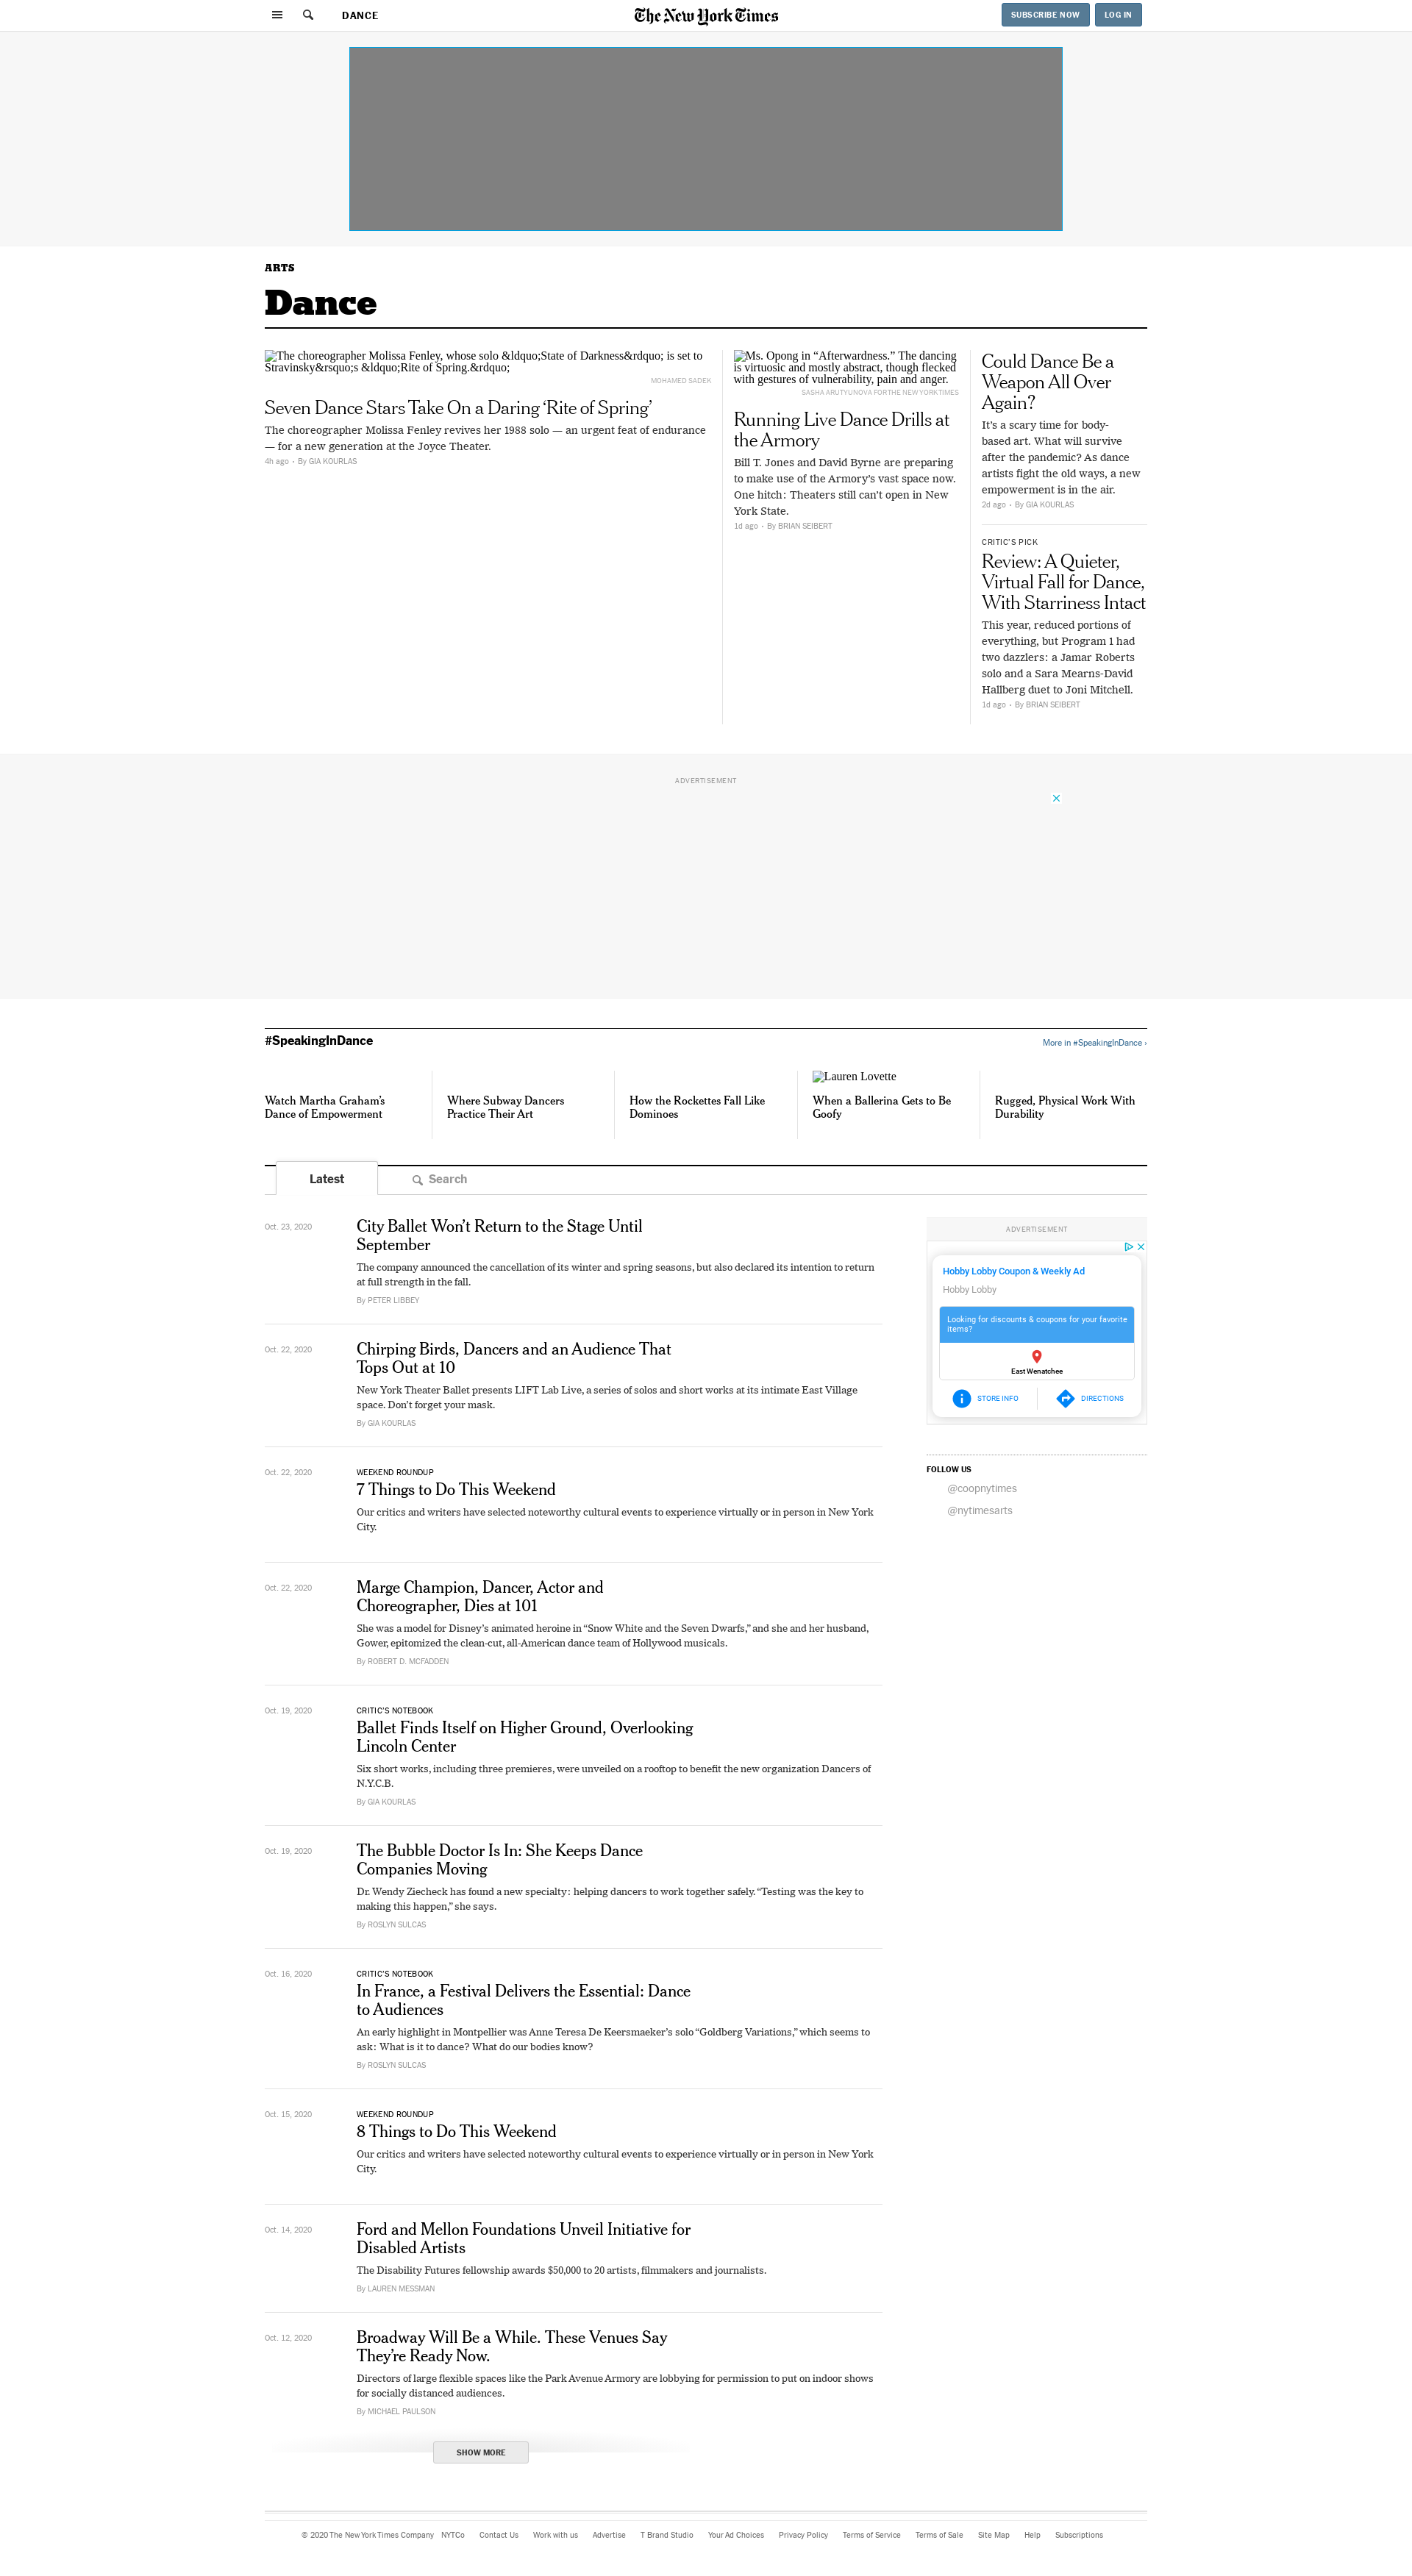 DANCE
The New York Times
SUBSCRIBE NOW
LOG IN
ARTS
Dance
The choreographer Molissa Fenley, whose solo &ldquo;State of Darkness&rdquo; is set to
Stravinsky&rsquo;s &ldquo;Rite of Spring.&rdquo;
MOHAMED SADEK
Seven Dance Stars Take On a Daring ‘Rite of Spring’
The choreographer Molissa Fenley revives her 1988 solo — an urgent feat of endurance
— for a new generation at the Joyce Theater.
4h ago • By GIA KOURLAS
Ms. Opong in “Afterwardness.” The dancing
is virtuosic and mostly abstract, though flecked
with gestures of vulnerability, pain and anger.
SASHA ARUTYUNOVA FOR THE NEW YORK TIMES
Running Live Dance Drills at
the Armory
Bill T. Jones and David Byrne are preparing
to make use of the Armory’s vast space now.
One hitch: Theaters still can’t open in New
York State.
1d ago • By BRIAN SEIBERT
Could Dance Be a
Weapon All Over
Again?
It’s a scary time for body-
based art. What will survive
after the pandemic? As dance
artists fight the old ways, a new
empowerment is in the air.
2d ago • By GIA KOURLAS
CRITIC’S PICK
Review: A Quieter,
Virtual Fall for Dance,
With Starriness Intact
This year, reduced portions of
everything, but Program 1 had
two dazzlers: a Jamar Roberts
solo and a Sara Mearns-David
Hallberg duet to Joni Mitchell.
1d ago • By BRIAN SEIBERT
ADVERTISEMENT
#SpeakingInDance
More in #SpeakingInDance ›
Watch Martha Graham’s
Dance of Empowerment
Where Subway Dancers
Practice Their Art
How the Rockettes Fall Like
Dominoes
Lauren Lovette
When a Ballerina Gets to Be
Goofy
Rugged, Physical Work With
Durability
Latest
Search
Oct. 23, 2020
City Ballet Won’t Return to the Stage Until
September
The company announced the cancellation of its winter and spring seasons, but also declared its intention to return
at full strength in the fall.
By PETER LIBBEY
Oct. 22, 2020
Chirping Birds, Dancers and an Audience That
Tops Out at 10
New York Theater Ballet presents LIFT Lab Live, a series of solos and short works at its intimate East Village
space. Don’t forget your mask.
By GIA KOURLAS
Oct. 22, 2020
WEEKEND ROUNDUP
7 Things to Do This Weekend
Our critics and writers have selected noteworthy cultural events to experience virtually or in person in New York
City.
Oct. 22, 2020
Marge Champion, Dancer, Actor and
Choreographer, Dies at 101
She was a model for Disney’s animated heroine in “Snow White and the Seven Dwarfs,” and she and her husband,
Gower, epitomized the clean-cut, all-American dance team of Hollywood musicals.
By ROBERT D. MCFADDEN
Oct. 19, 2020
CRITIC’S NOTEBOOK
Ballet Finds Itself on Higher Ground, Overlooking
Lincoln Center
Six short works, including three premieres, were unveiled on a rooftop to benefit the new organization Dancers of
N.Y.C.B.
By GIA KOURLAS
Oct. 19, 2020
The Bubble Doctor Is In: She Keeps Dance
Companies Moving
Dr. Wendy Ziecheck has found a new specialty: helping dancers to work together safely. “Testing was the key to
making this happen,” she says.
By ROSLYN SULCAS
Oct. 16, 2020
CRITIC’S NOTEBOOK
In France, a Festival Delivers the Essential: Dance
to Audiences
An early highlight in Montpellier was Anne Teresa De Keersmaeker’s solo “Goldberg Variations,” which seems to
ask: What is it to dance? What do our bodies know?
By ROSLYN SULCAS
Oct. 15, 2020
WEEKEND ROUNDUP
8 Things to Do This Weekend
Our critics and writers have selected noteworthy cultural events to experience virtually or in person in New York
City.
Oct. 14, 2020
Ford and Mellon Foundations Unveil Initiative for
Disabled Artists
The Disability Futures fellowship awards $50,000 to 20 artists, filmmakers and journalists.
By LAUREN MESSMAN
Oct. 12, 2020
Broadway Will Be a While. These Venues Say
They’re Ready Now.
Directors of large flexible spaces like the Park Avenue Armory are lobbying for permission to put on indoor shows
for socially distanced audiences.
By MICHAEL PAULSON
SHOW MORE
ADVERTISEMENT
Hobby Lobby Coupon & Weekly Ad
Hobby Lobby
Looking for discounts & coupons for your favorite
items?
East Wenatchee
STORE INFO
DIRECTIONS
FOLLOW US
@coopnytimes
@nytimesarts
© 2020 The New York Times Company NYTCo Contact Us Work with us Advertise T Brand Studio Your Ad Choices Privacy Policy Terms of Service Terms of Sale Site Map Help Subscriptions